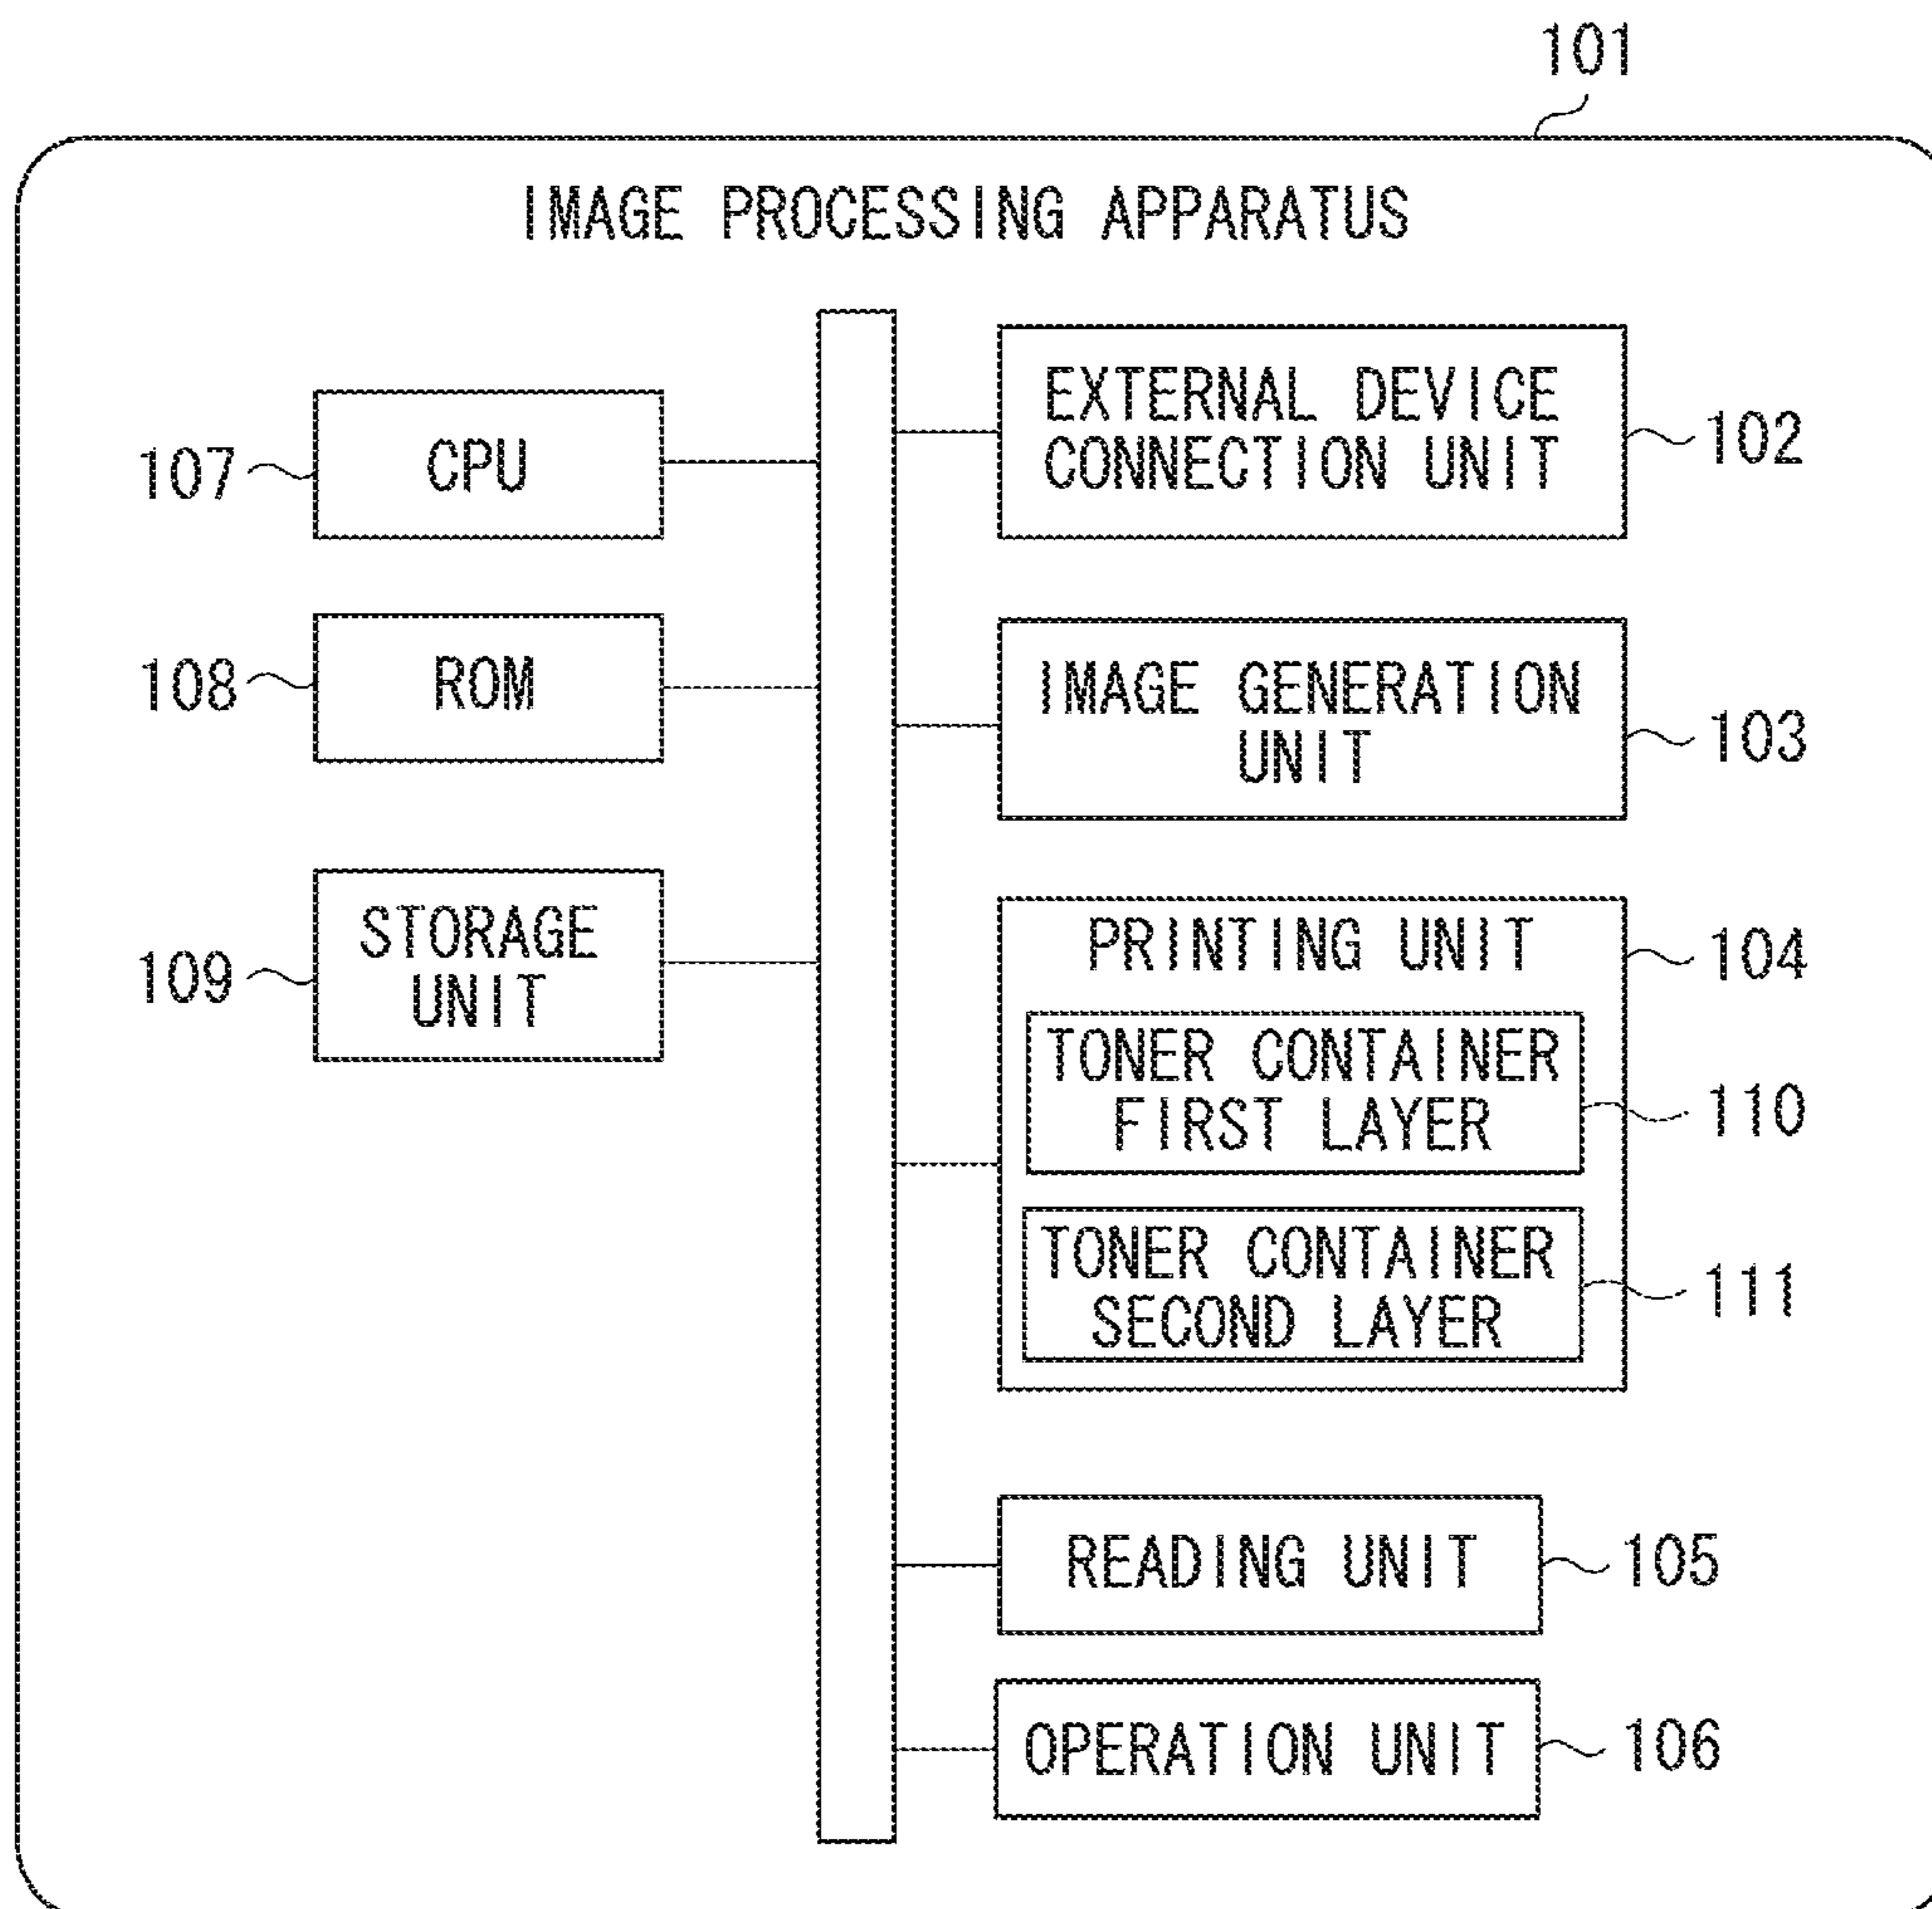 101
IMAGE PROCESSING APPARATUS
107
CPU
108
ROM
109
STORAGE
UNIT
EXTERNAL DEVICE
CONNECTION UNIT
102
IMAGE GENERATION
UNIT
103
PRINTING UNIT
104
TONER CONTAINER
FIRST LAYER
110
TONER CONTAINER
SECOND LAYER
111
READING UNIT
105
OPERATION UNIT
106